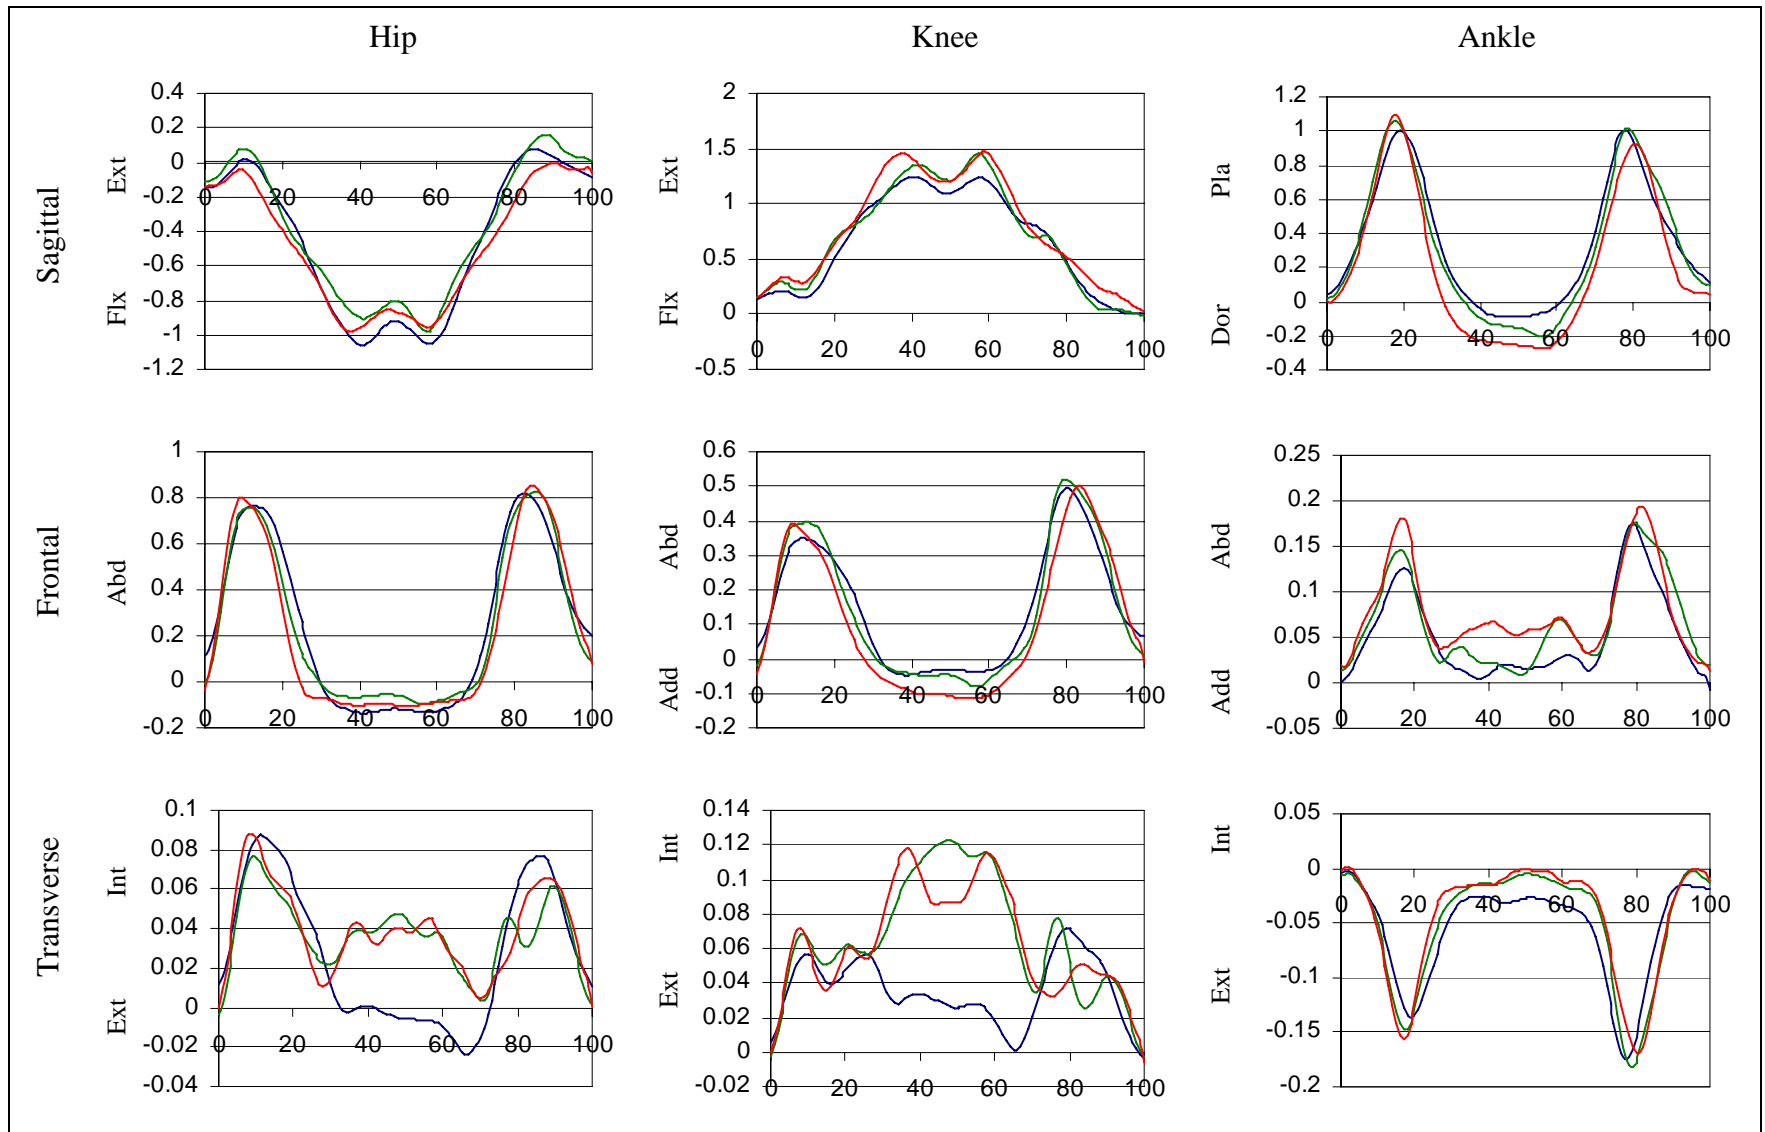 Hip Knee Ankle
Sagittal
Ext
Flx
0.4
0.2
0
-0.2
-0.4
-0.6
-0.8
-1
-1.2
0 20 40 60 80 100
Ext
Flx
2
1.5
1
0.5
0
-0.5
0 20 40 60 80 100
Pla
Dor
1.2
1
0.8
0.6
0.4
0.2
0
-0.2
-0.4
0 20 40 60 80 100
Frontal
Abd
1
0.8
0.6
0.4
0.2
0
-0.2
0 20 40 60 80 100
Abd
Add
0.6
0.5
0.4
0.3
0.2
0.1
0
-0.1
-0.2
0 20 40 60 80 100
Abd
Add
0.25
0.2
0.15
0.1
0.05
0
-0.05
0 20 40 60 80 100
Transverse
Int
Ext
0.1
0.08
0.06
0.04
0.02
0
-0.02
-0.04
0 20 40 60 80 100
Int
Ext
0.14
0.12
0.1
0.08
0.06
0.04
0.02
0
-0.02
0 20 40 60 80 100
Int
Ext
0.05
0
-0.05
-0.1
-0.15
-0.2
0 20 40 60 80 100